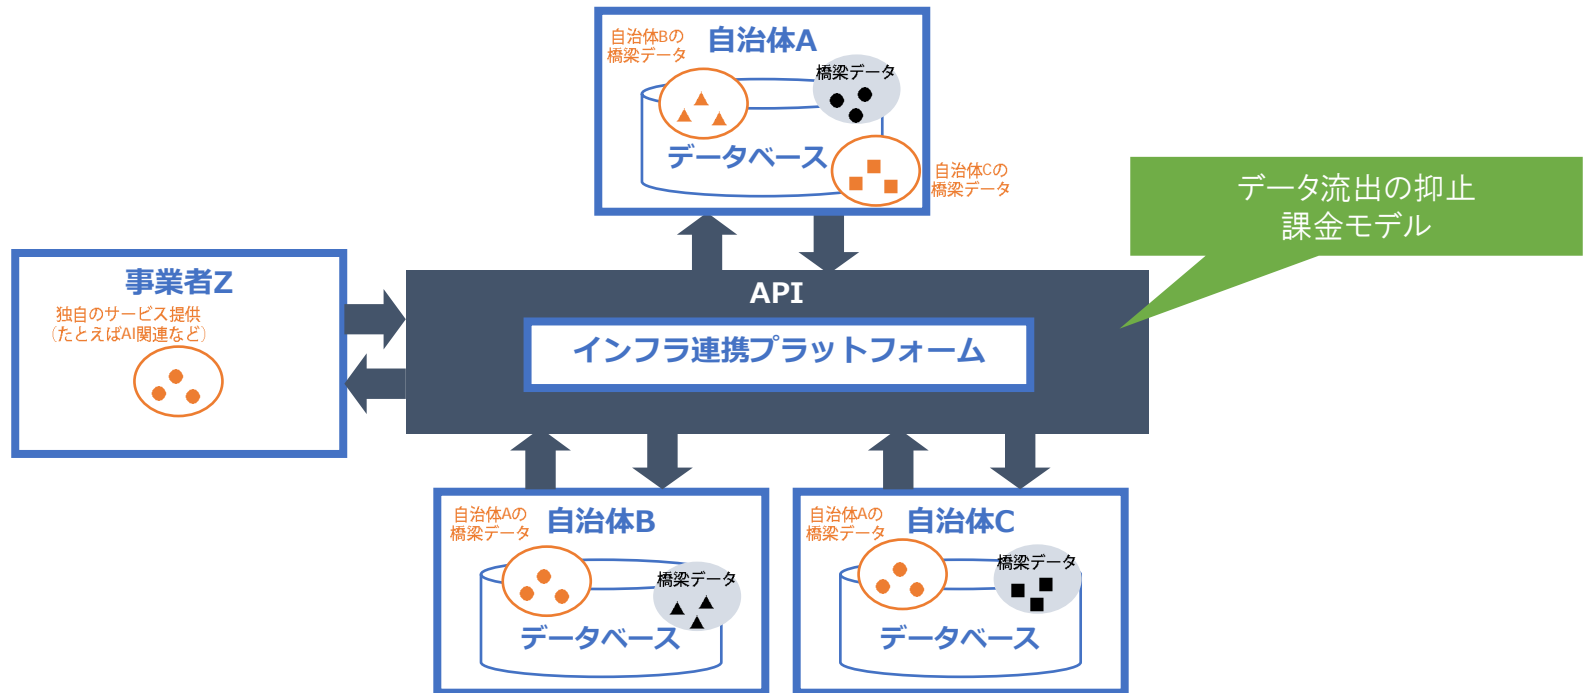 自治体Bの
橋梁データ
自治体A
橋梁データ
データベース
自治体Cの
橋梁データ
データ流出の抑止
課金モデル
事業者Z
独自のサービス提供
(たとえばAI関連など)
API
インフラ連携プラットフォーム
自治体Aの
橋梁データ
自治体B
橋梁データ
データベース
自治体Aの
橋梁データ
自治体C
橋梁データ
データベース